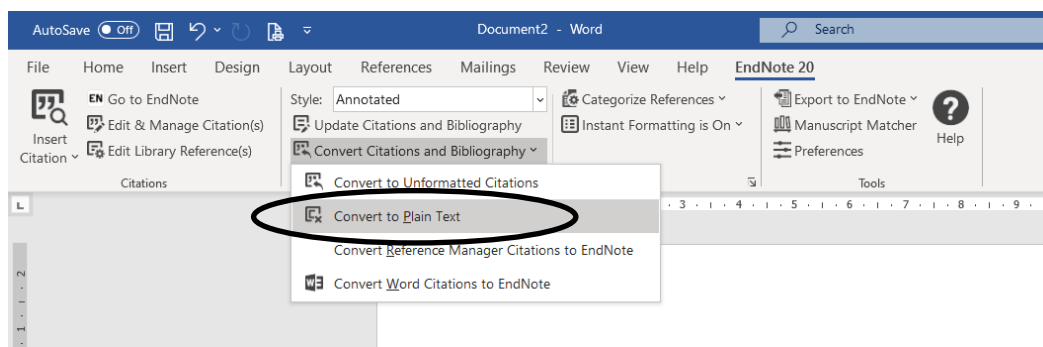 AutoSave Off Document2 - Word Search
File Home Insert Design Layout References Mailings Review View Help EndNote 20
Insert Citation
EN Go to EndNote
Edit & Manage Citation(s)
Edit Library Reference(s)
Citations
Style: Annotated
Update Citations and Bibliography
Convert Citations and Bibliography
Categorize References
Instant Formatting is On
Export to EndNote
Manuscript Matcher
Preferences
Help
Tools
Convert to Unformatted Citations
Convert to Plain Text
Convert Reference Manager Citations to EndNote
Convert Word Citations to EndNote
L
· 3 · ı · 4 · ı · 5 · ı · 6 · ı · 7 · ı · 8 · ı · 9 ·
2
1